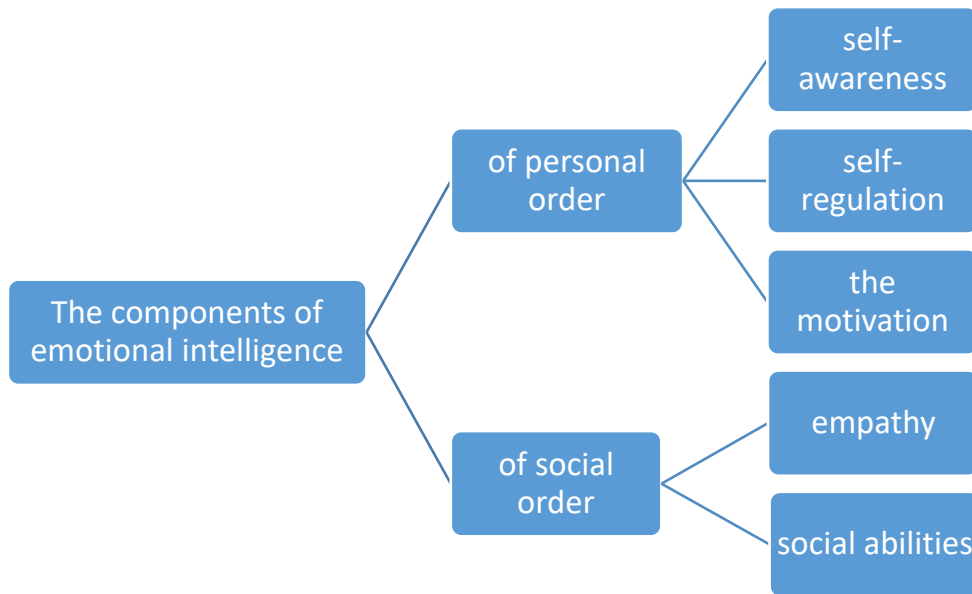 The components of
emotional intelligence
of personal
order
self-
awareness
self-
regulation
the
motivation
of social
order
empathy
social abilities